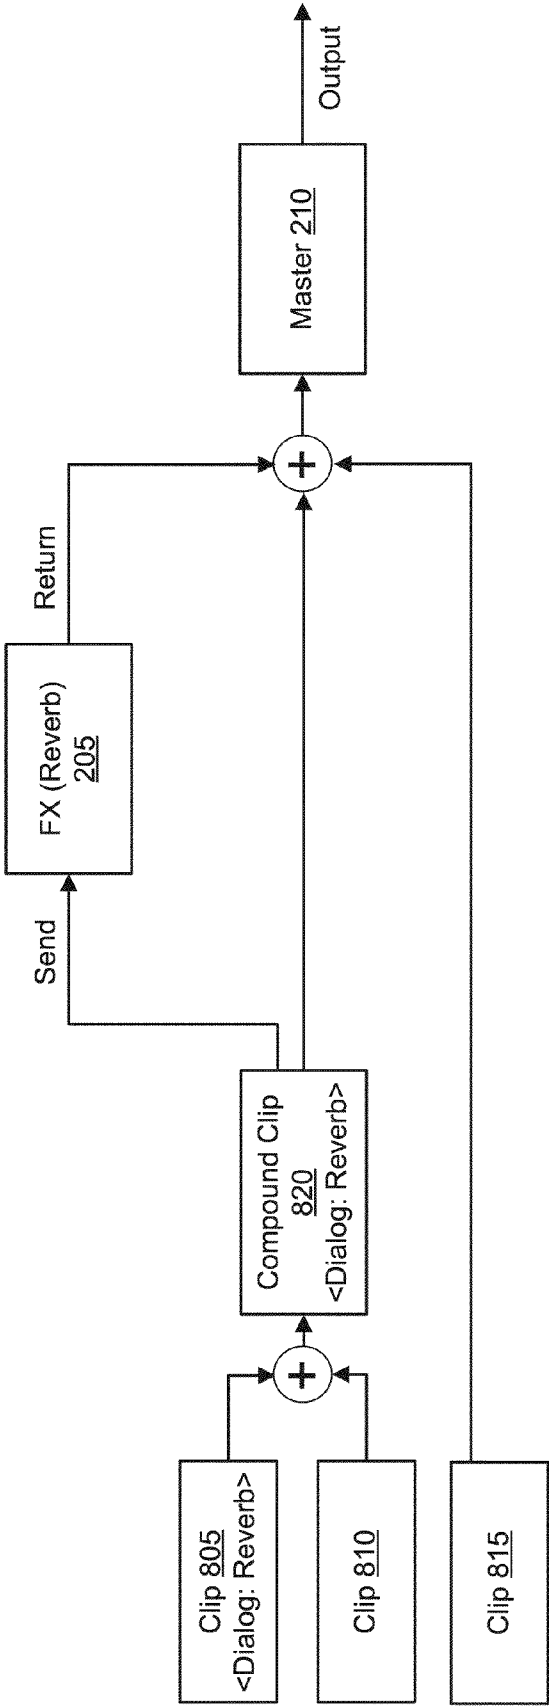 Clip 805
<Dialog: Reverb>
Clip 810
Clip 815
Compound Clip
820
<Dialog: Reverb>
Send
FX (Reverb)
205
Return
Master 210
Output
+
+